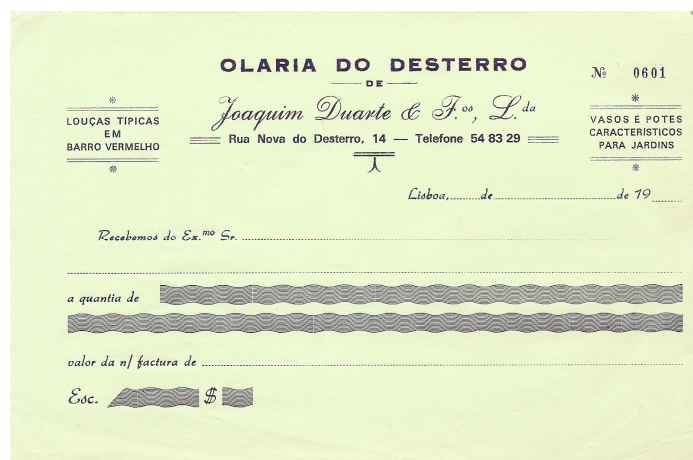 OLARIA DO DESTERRO
DE
Joaquim Duarte & F.os, L.da
Rua Nova do Desterro, 14 — Telefone 54 83 29
Nº 0601
LOUÇAS TÍPICAS
EM
BARRO VERMELHO
VASOS E POTES
CARACTERÍSTICOS
PARA JARDINS
Lisboa, de de 19
Recebemos do Ex.mo Sr.
a quantia de
valor da n/ factura de
Esc. $